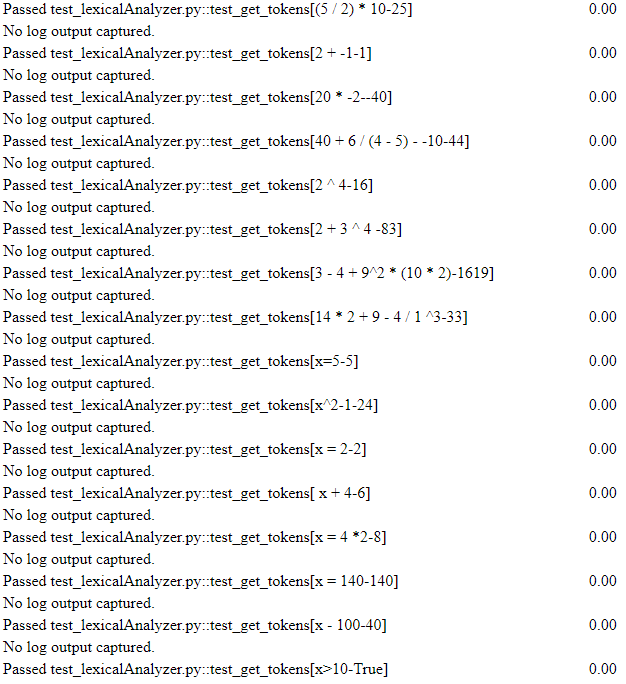 Passed test_lexicalAnalyzer.py::test_get_tokens[(5 / 2) * 10-25] 0.00
No log output captured.
Passed test_lexicalAnalyzer.py::test_get_tokens[2 + -1-1] 0.00
No log output captured.
Passed test_lexicalAnalyzer.py::test_get_tokens[20 * -2--40] 0.00
No log output captured.
Passed test_lexicalAnalyzer.py::test_get_tokens[40 + 6 / (4 - 5) - -10-44] 0.00
No log output captured.
Passed test_lexicalAnalyzer.py::test_get_tokens[2 ^ 4-16] 0.00
No log output captured.
Passed test_lexicalAnalyzer.py::test_get_tokens[2 + 3 ^ 4 -83] 0.00
No log output captured.
Passed test_lexicalAnalyzer.py::test_get_tokens[3 - 4 + 9^2 * (10 * 2)-1619] 0.00
No log output captured.
Passed test_lexicalAnalyzer.py::test_get_tokens[14 * 2 + 9 - 4 / 1 ^3-33] 0.00
No log output captured.
Passed test_lexicalAnalyzer.py::test_get_tokens[x=5-5] 0.00
No log output captured.
Passed test_lexicalAnalyzer.py::test_get_tokens[x^2-1-24] 0.00
No log output captured.
Passed test_lexicalAnalyzer.py::test_get_tokens[x = 2-2] 0.00
No log output captured.
Passed test_lexicalAnalyzer.py::test_get_tokens[ x + 4-6] 0.00
No log output captured.
Passed test_lexicalAnalyzer.py::test_get_tokens[x = 4 *2-8] 0.00
No log output captured.
Passed test_lexicalAnalyzer.py::test_get_tokens[x = 140-140] 0.00
No log output captured.
Passed test_lexicalAnalyzer.py::test_get_tokens[x - 100-40] 0.00
No log output captured.
Passed test_lexicalAnalyzer.py::test_get_tokens[x>10-True] 0.00